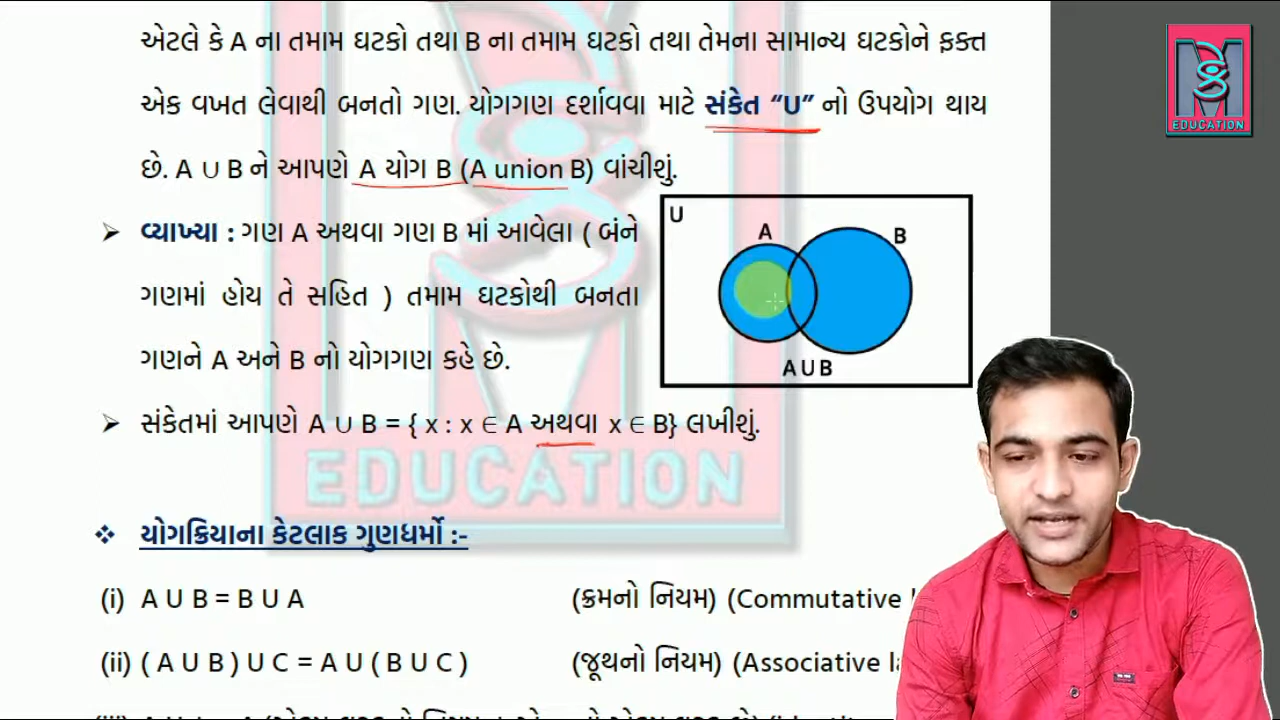 એટલે કે A ના તમામ ઘટકો તથા B ના તમામ ઘટકો તથા તેમના સામાન્ય ઘટકોને ફક્ત
એક વખત લેવાથી બનતો ગણ. યોગગણ દર્શાવવા માટે સંકેત “U” નો ઉપયોગ થાય
છે. A ∪ B ને આપણે A યોગ B (A union B) વાંચીશું.
➢ વ્યાખ્યા : ગણ A અથવા ગણ B માં આવેલા ( બંને
ગણમાં હોય તે સહિત ) તમામ ઘટકોથી બનતા
ગણને A અને B નો યોગગણ કહે છે.
U
A
B
A U B
➢ સંકેતમાં આપણે A ∪ B = { x : x ∈ A અથવા x ∈ B} લખીશું.
❖ યોગક્રિયાના કેટલાક ગુણધર્મો :-
(i) A U B = B U A (ક્રમનો નિયમ) (Commutative
(ii) ( A U B ) U C = A U ( B U C ) (જૂથનો નિયમ) (Associative
EDUCATION
EDUCATION